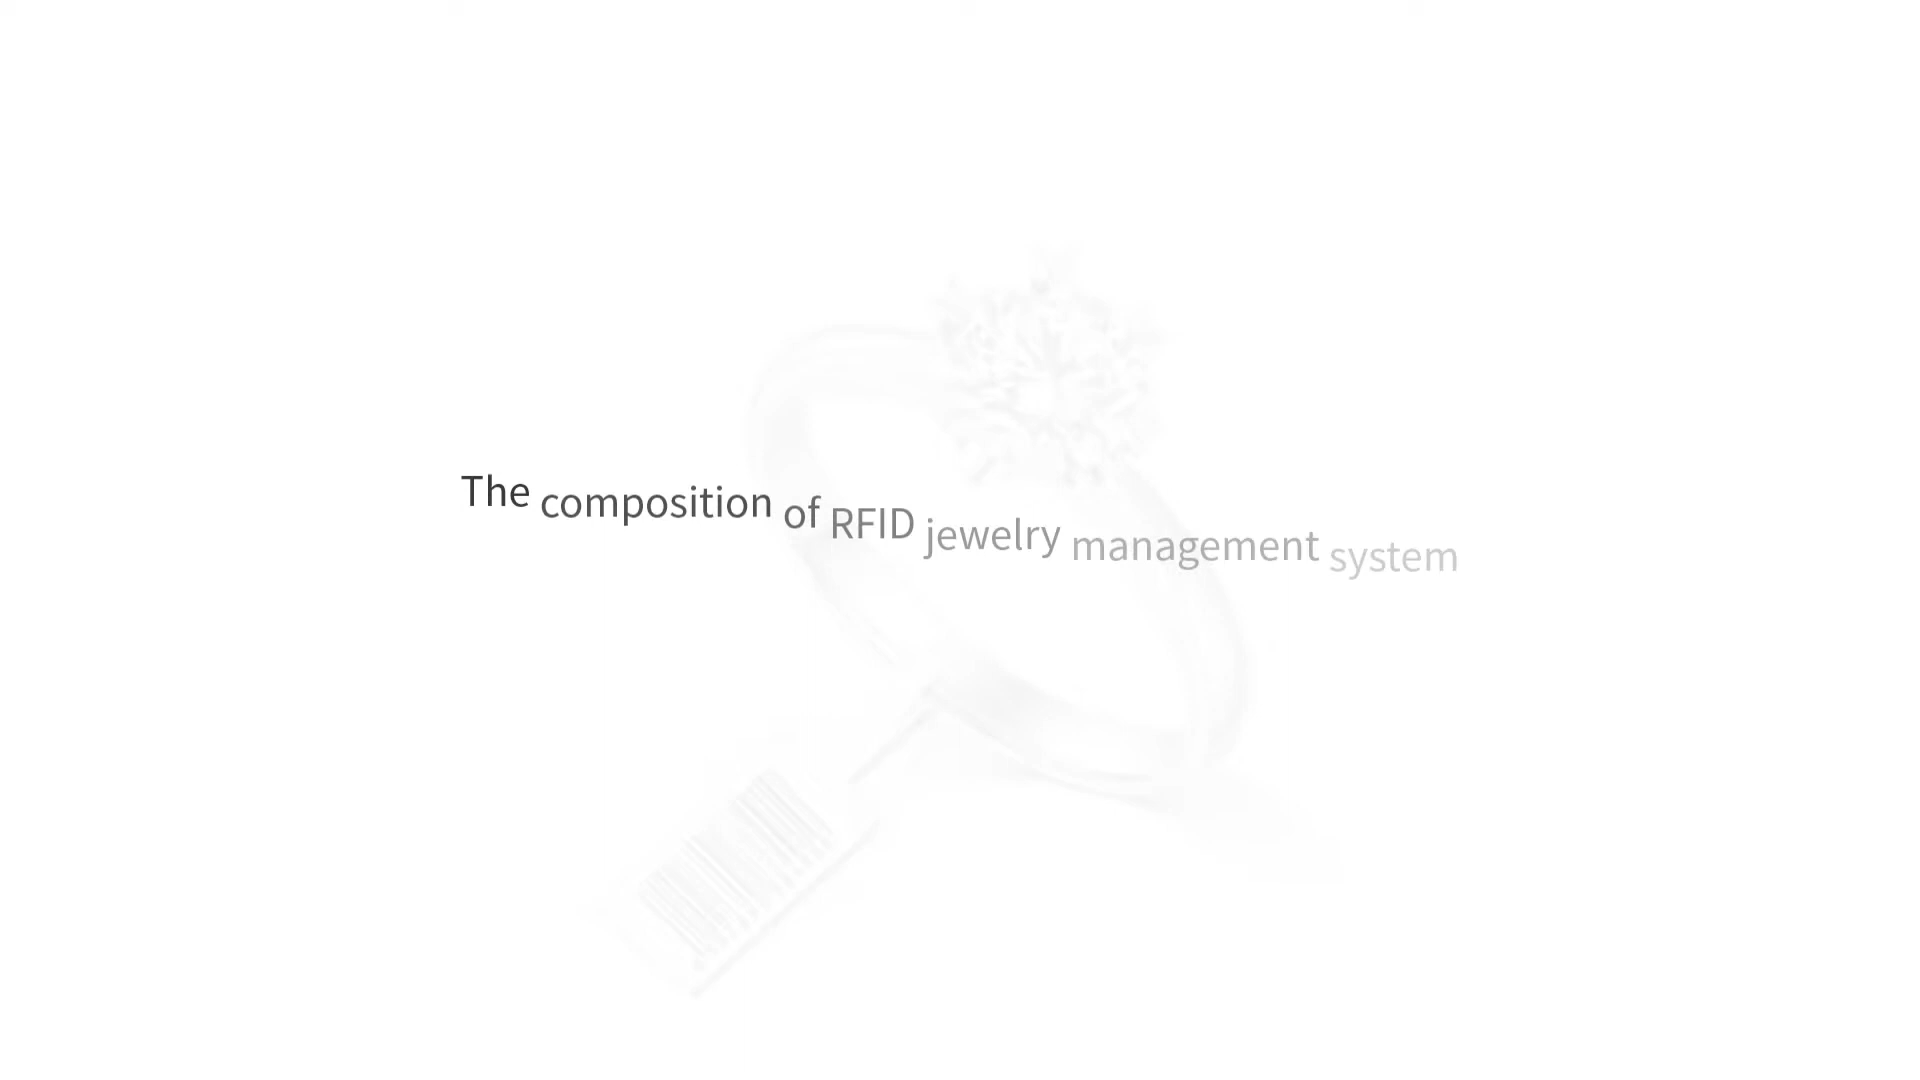 The composition of RFID jewelry management system